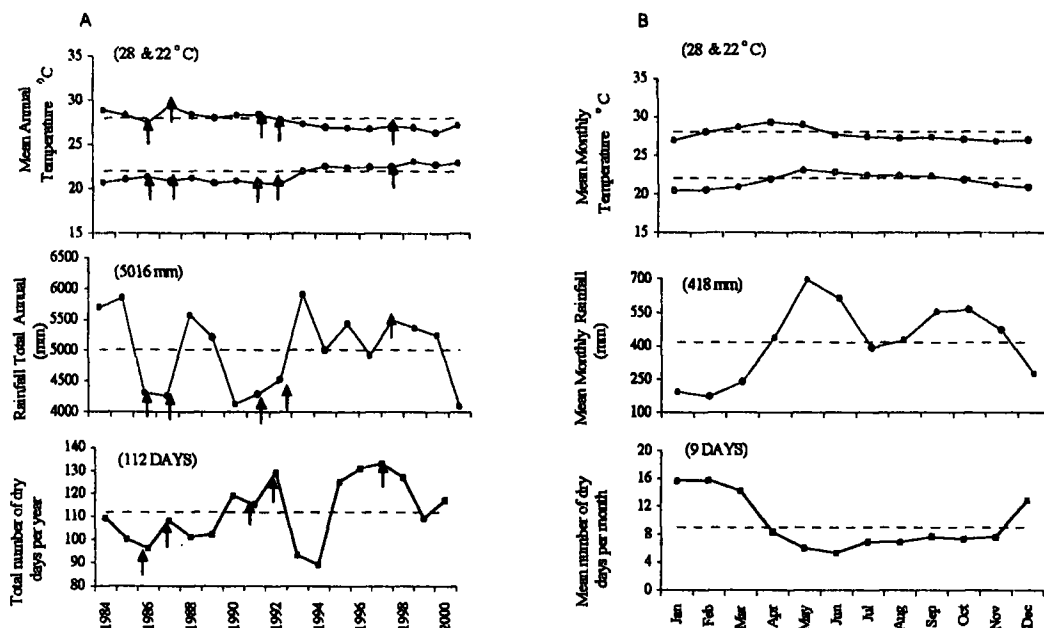 A
(28 & 22°C)
Mean Annual
Temperature °C
35
30
25
20
15
(5016 mm)
Rainfall Total Annual
(mm)
6500
6000
5500
5000
4500
4000
(112 DAYS)
Total number of dry
days per year
140
130
120
110
100
90
80
1984
1986
1988
1990
1992
1994
1996
1998
2000
B
(28 & 22°C)
Mean Monthly
Temperature °C
35
30
25
20
15
(418 mm)
Mean Monthly Rainfall
(mm)
700
550
400
250
100
(9 DAYS)
Mean number of dry
days per month
20
16
12
8
4
0
Jan
Feb
Mar
Apr
May
Jun
Jul
Aug
Sep
Oct
Nov
Dec